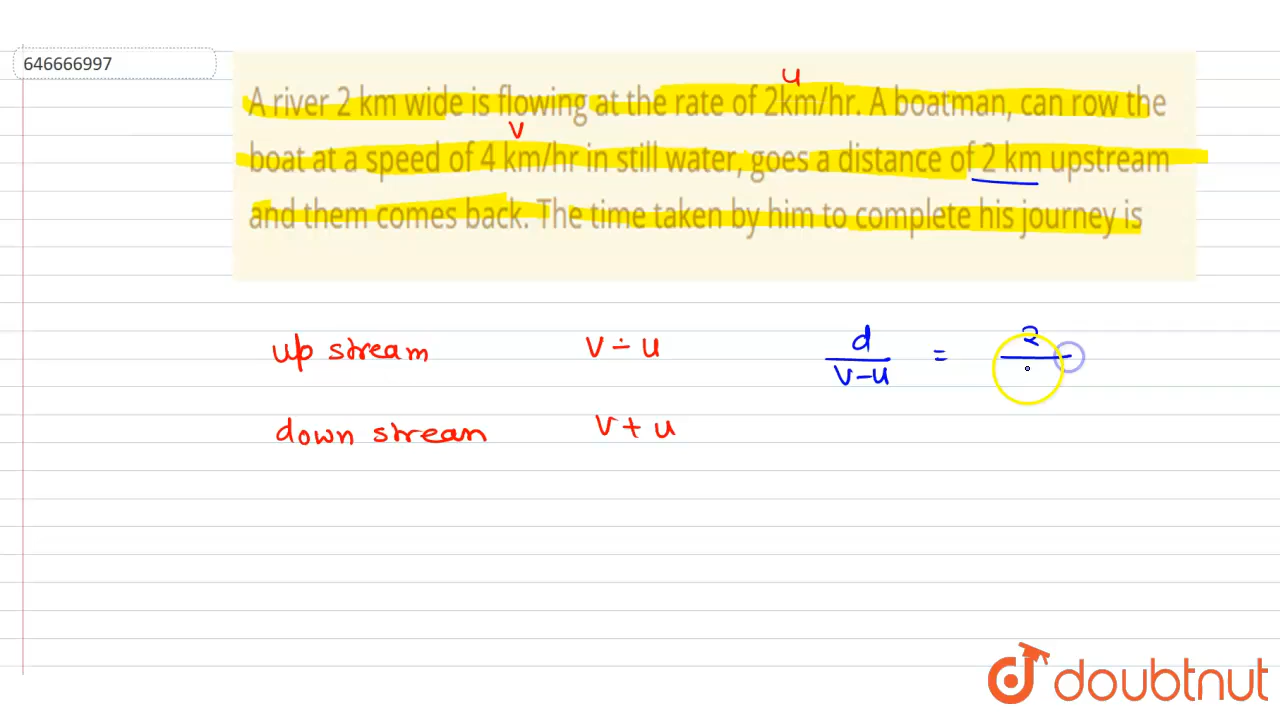 646666997
u
A river 2 km wide is flowing at the rate of 2km/hr. A boatman, can row the
v
boat at a speed of 4 km/hr in still water, goes a distance of 2 km upstream
and them comes back. The time taken by him to complete his journey is
up stream v - u d/v-u = 2
down strean v + u
doubtnut